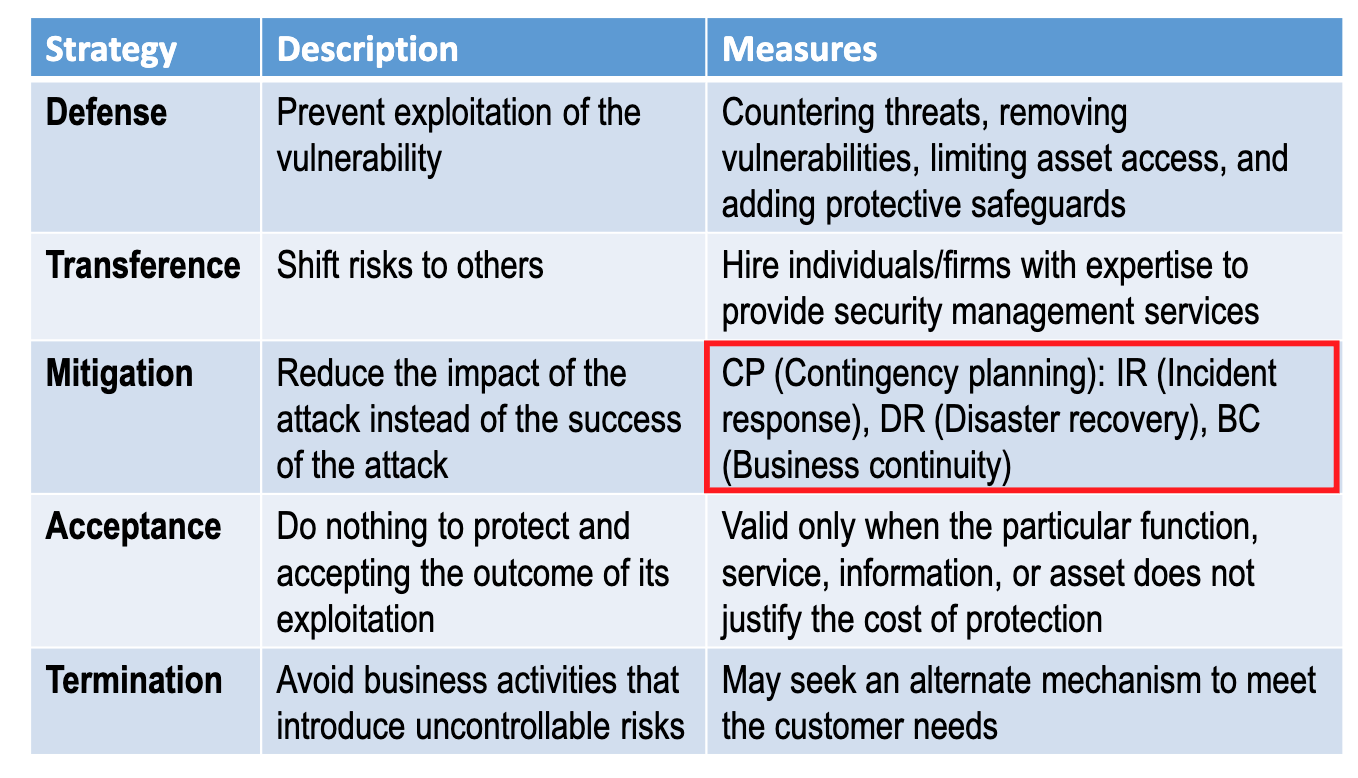 Strategy
Description
Measures
Defense
Prevent exploitation of the
vulnerability
Countering threats, removing
vulnerabilities, limiting asset access, and
adding protective safeguards
Transference
Shift risks to others
Hire individuals/firms with expertise to
provide security management services
Mitigation
Reduce the impact of the
attack instead of the success
of the attack
CP (Contingency planning): IR (Incident
response), DR (Disaster recovery), BC
(Business continuity)
Acceptance
Do nothing to protect and
accepting the outcome of its
exploitation
Valid only when the particular function,
service, information, or asset does not
justify the cost of protection
Termination
Avoid business activities that
introduce uncontrollable risks
May seek an alternate mechanism to meet
the customer needs